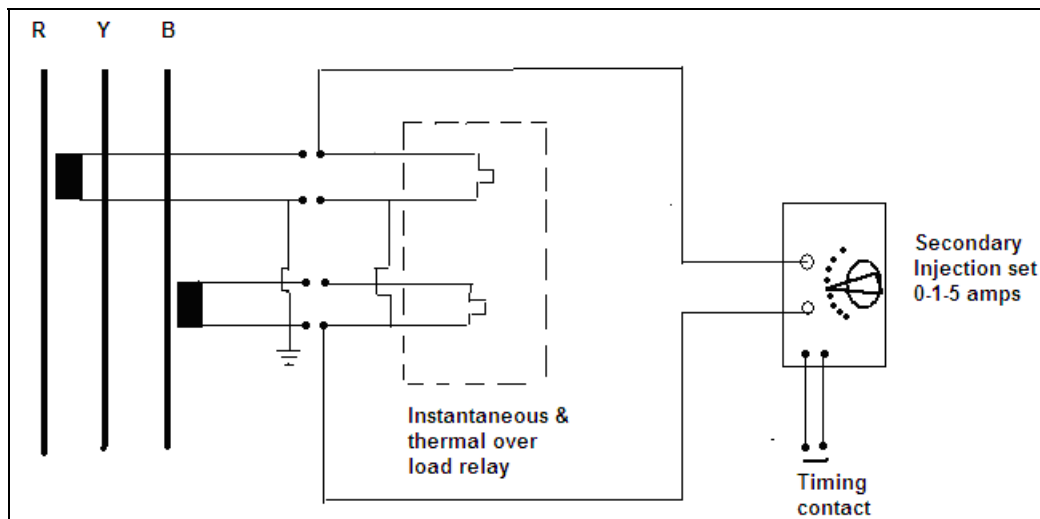 R Y B
Secondary
Injection set
0-1-5 amps
Instantaneous &
thermal over
load relay
Timing
contact